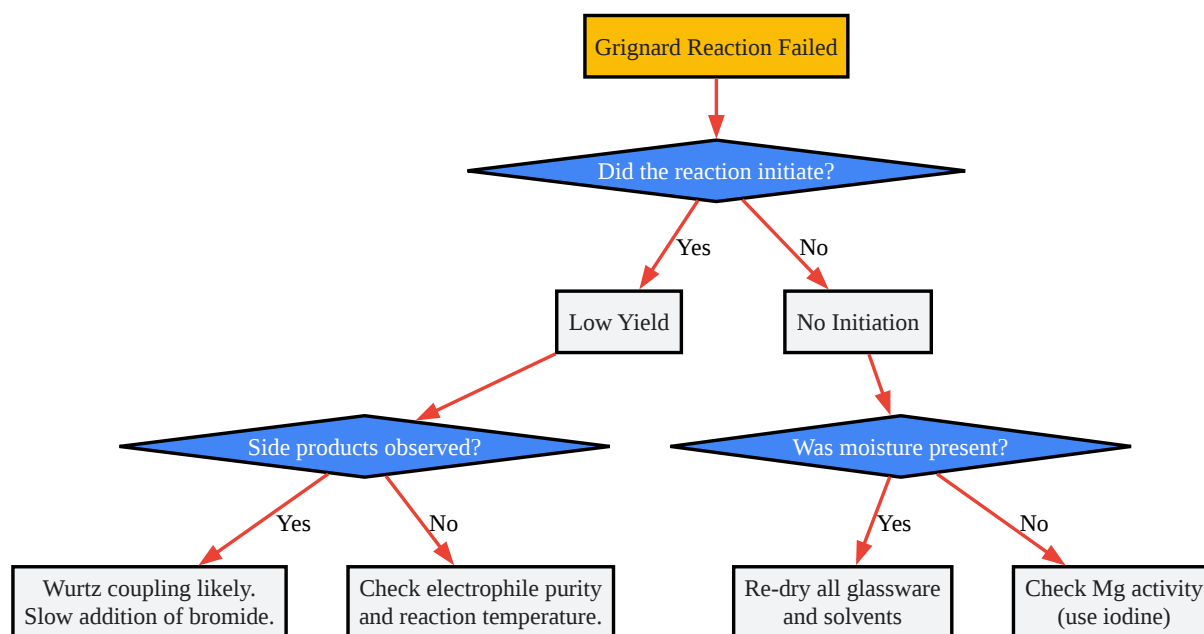 Grignard Reaction Failed
Did the reaction initiate?
Yes
No
Low Yield
No Initiation
Side products observed?
Was moisture present?
Yes
No
Yes
No
Wurtz coupling likely.
Slow addition of bromide.
Check electrophile purity
and reaction temperature.
Re-dry all glassware
and solvents
Check Mg activity
(use iodine)